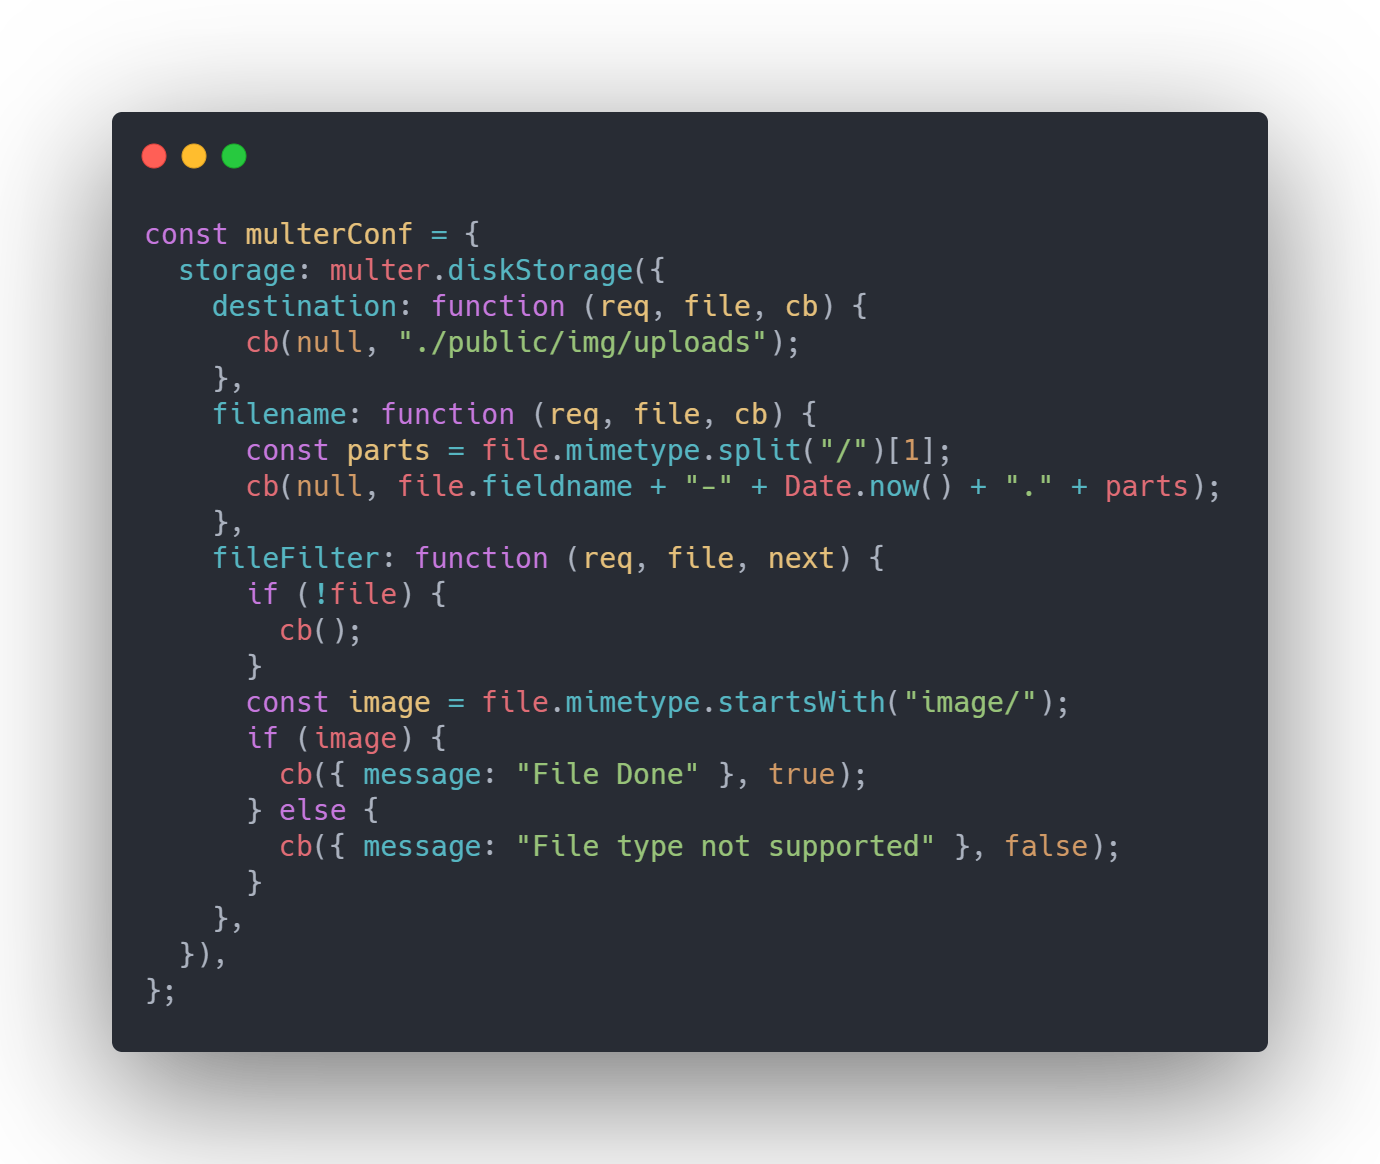 const multerConf = {
  storage: multer.diskStorage({
    destination: function (req, file, cb) {
      cb(null, "./public/img/uploads");
    },
    filename: function (req, file, cb) {
      const parts = file.mimetype.split("/")[1];
      cb(null, file.fieldname + "-" + Date.now() + "." + parts);
    },
    fileFilter: function (req, file, next) {
      if (!file) {
        cb();
      }
      const image = file.mimetype.startsWith("image/");
      if (image) {
        cb({ message: "File Done" }, true);
      } else {
        cb({ message: "File type not supported" }, false);
      }
    },
  }),
};